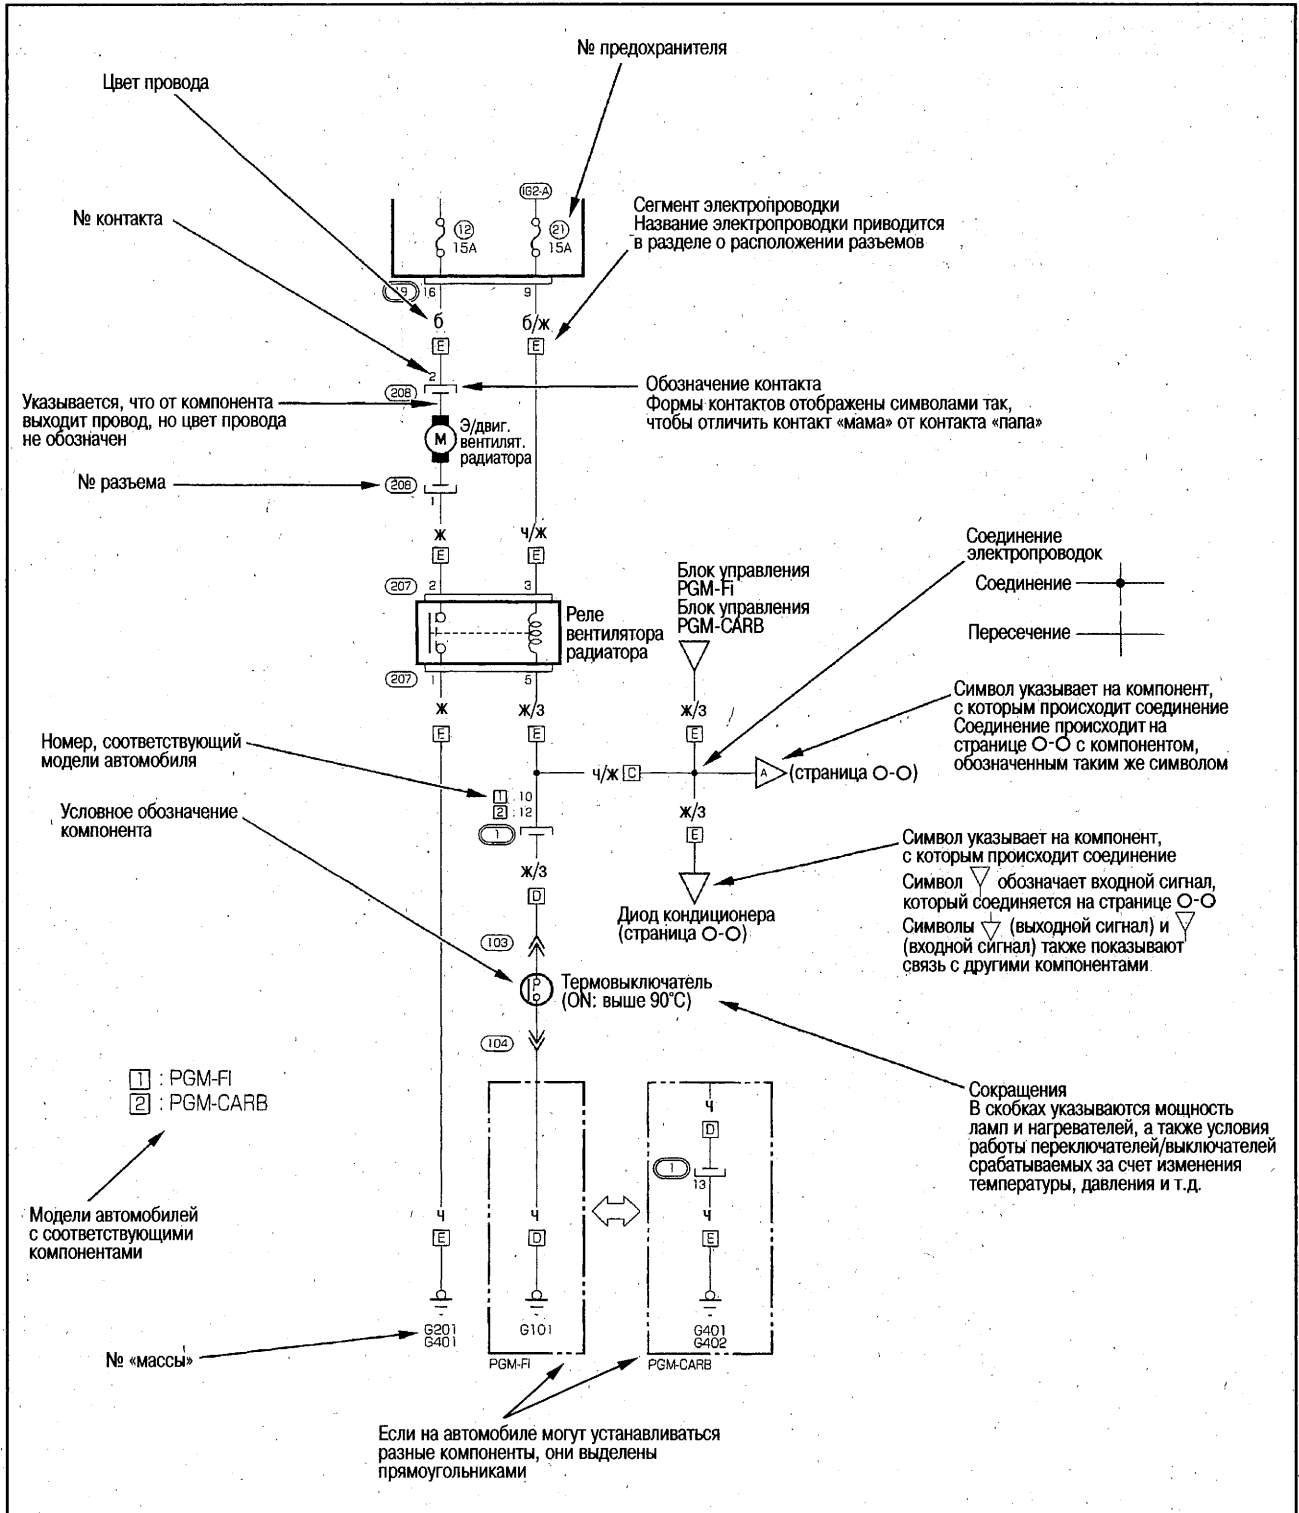 № предохранителя
Цвет провода
IG2-A
№ контакта
Сегмент электропроводки
Название электропроводки приводится
в разделе о расположении разъемов
12
15A
21
15A
16
9
б
б/ж
E
E
2
208
Обозначение контакта
Формы контактов отображены символами так,
чтобы отличить контакт «мама» от контакта «папа»
Указывается, что от компонента
выходит провод, но цвет провода
не обозначен
M
Э/двиг.
вентилят.
радиатора
№ разъема
208
1
ж
ч/ж
E
E
Соединение
электропроводок
Соединение
Пересечение
Блок управления
PGM-Fi
Блок управления
PGM-CARB
207
2
3
Реле
вентилятора
радиатора
207
1
5
ж
ж/з
E
E
ж/з
E
Символ указывает на компонент,
с которым происходит соединение
Соединение происходит на
странице О-О с компонентом,
обозначенным таким же символом
Номер, соответствующий
модели автомобиля
ч/ж
C
A
(страница О-О)
1 : 10
2 : 12
1
ж/з
E
Условное обозначение
компонента
ж/з
D
Символ указывает на компонент,
с которым происходит соединение
Символ обозначает входной сигнал,
который соединяется на странице О-О
Символы (выходной сигнал) и
(входной сигнал) также показывают
связь с другими компонентами
Диод кондиционера
(страница О-О)
103
Термовыключатель
(ON: выше 90°C)
104
1 : PGM-FI
2 : PGM-CARB
Сокращения
В скобках указываются мощность
ламп и нагревателей, а также условия
работы переключателей/выключателей
срабатываемых за счет изменения
температуры, давления и т.д.
ч
D
1
13
Модели автомобилей
с соответствующими
компонентами
ч
E
ч
D
ч
E
G201
G401
G101
G401
G402
№ «массы»
PGM-FI
PGM-CARB
Если на автомобиле могут устанавливаться
разные компоненты, они выделены
прямоугольниками